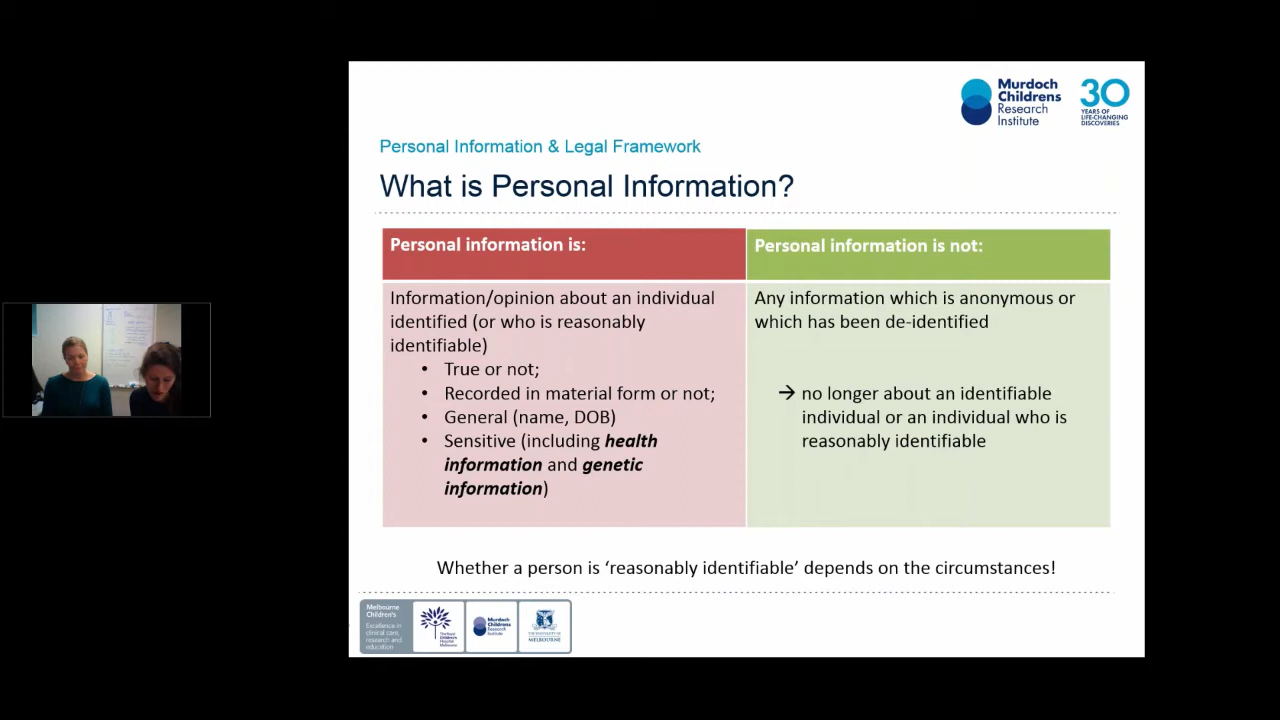 Murdoch
Childrens
Research
Institute
30
YEARS OF
LIFE-CHANGING
DISCOVERIES
Personal Information & Legal Framework
What is Personal Information?
Personal information is:
Personal information is not:
Information/opinion about an individual
identified (or who is reasonably
identifiable)
• True or not;
• Recorded in material form or not;
• General (name, DOB)
• Sensitive (including health
information and genetic
information)
Any information which is anonymous or
which has been de-identified
→ no longer about an identifiable
individual or an individual who is
reasonably identifiable
Whether a person is ‘reasonably identifiable’ depends on the circumstances!
Melbourne
Children's
Excellence in
clinical care,
research and
education
The Royal
Children's
Hospital
Melbourne
Murdoch
Childrens
Research
Institute
THE UNIVERSITY OF
MELBOURNE